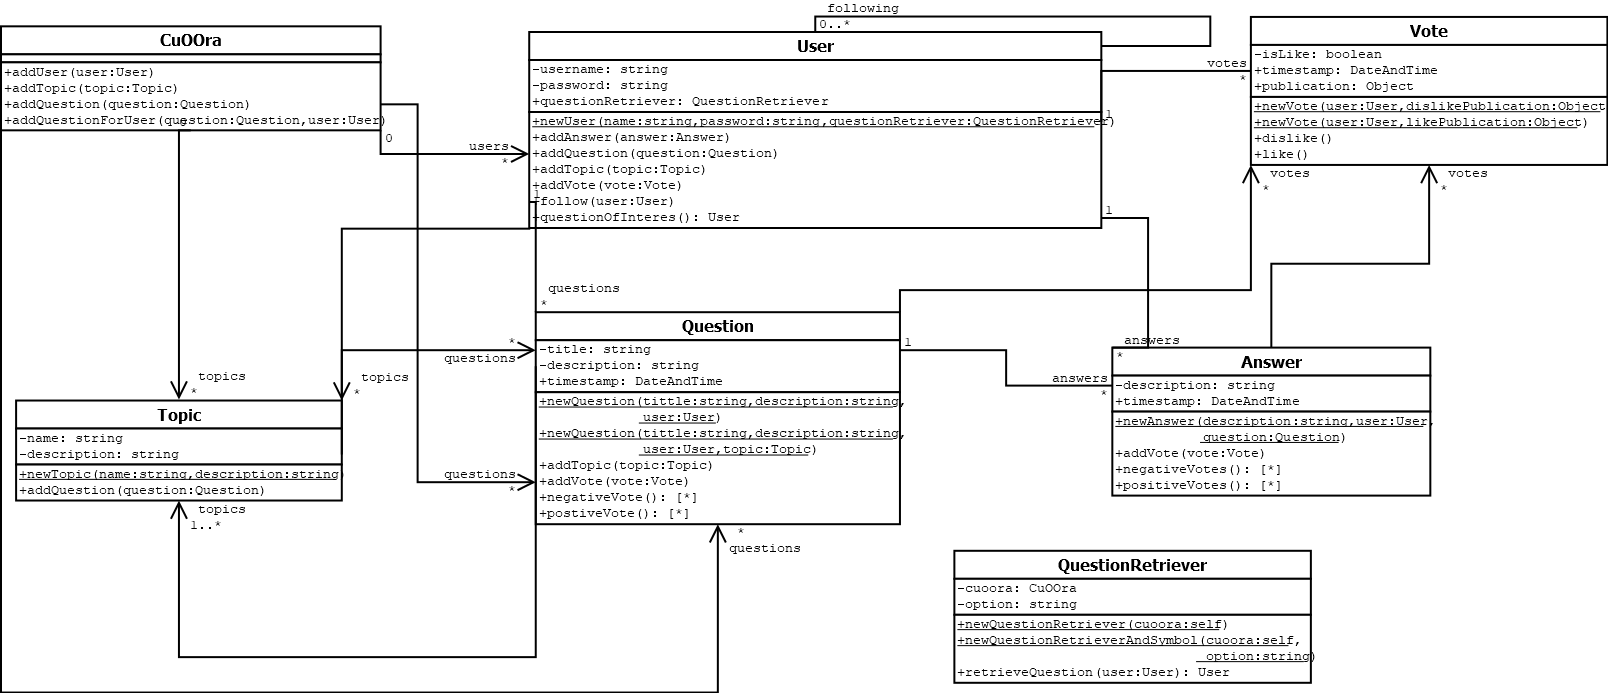 following
0..*
CuOOra
+addUser(user:User)
+addTopic(topic:Topic)
+addQuestion(question:Question)
+addQuestionForUser(question:Question,user:User)
0
0
users
*
User
-username: string
-password: string
+questionRetriever: QuestionRetriever
+newUser(name:string,password:string,questionRetriever:QuestionRetriever)
+addAnswer(answer:Answer)
+addQuestion(question:Question)
+addTopic(topic:Topic)
+addVote(vote:Vote)
+follow(user:User)
+questionOfInteres(): User
1
1
1
votes
*
Vote
-isLike: boolean
+timestamp: DateAndTime
+publication: Object
+newVote(user:User,dislikePublication:Object
+newVote(user:User,likePublication:Object)
+dislike()
+like()
votes
*
votes
*
questions
*
topics
*
topics
*
*
questions
Question
-title: string
-description: string
+timestamp: DateAndTime
+newQuestion(tittle:string,description:string,
user:User)
+newQuestion(tittle:string,description:string,
user:User,topic:Topic)
+addTopic(topic:Topic)
+addVote(vote:Vote)
+negativeVote(): [*]
+postiveVote(): [*]
1
answers
*
answers
*
Answer
-description: string
+timestamp: DateAndTime
+newAnswer(description:string,user:User,
question:Question)
+addVote(vote:Vote)
+negativeVotes(): [*]
+positiveVotes(): [*]
Topic
-name: string
-description: string
+newTopic(name:string,description:string)
+addQuestion(question:Question)
questions
*
topics
1..*
*
questions
QuestionRetriever
-cuoora: CuOOra
-option: string
+newQuestionRetriever(cuoora:self)
+newQuestionRetrieverAndSymbol(cuoora:self,
option:string)
+retrieveQuestion(user:User): User